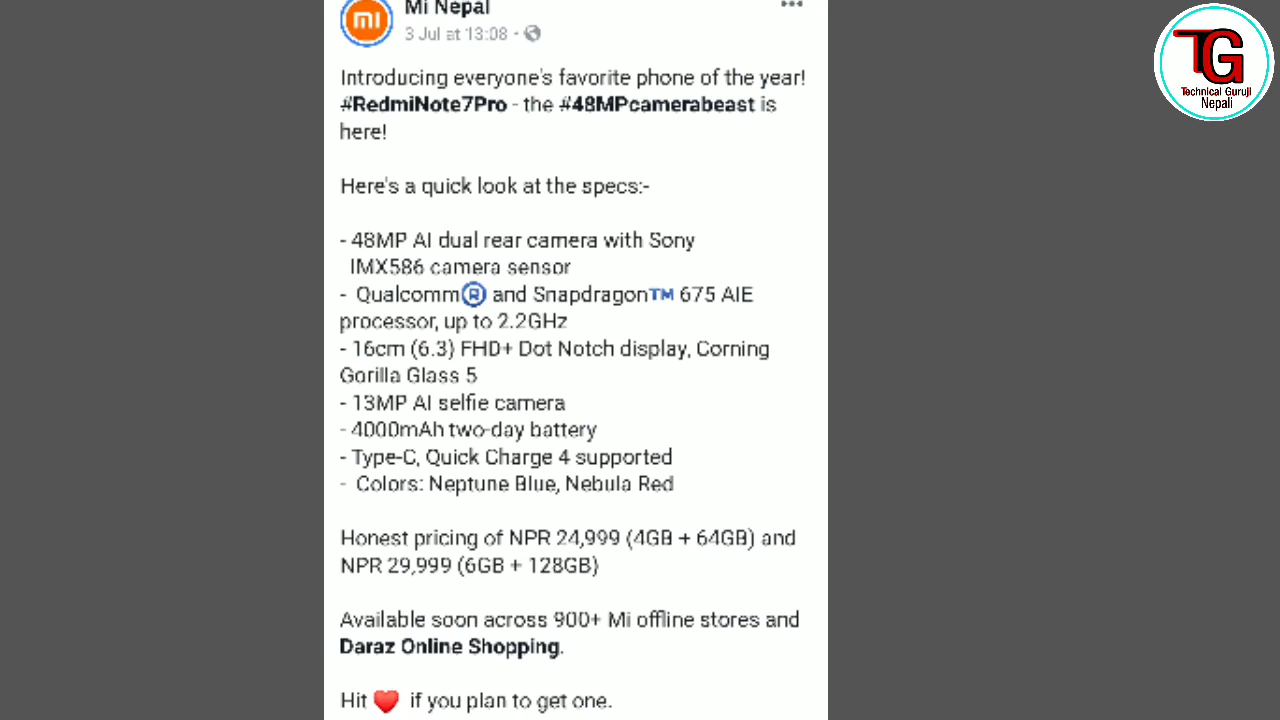 Mi Nepal
3 Jul at 13:08 ·
Introducing everyone's favorite phone of the year!
#RedmiNote7Pro - the #48MPcamerabeast is
here!
Here's a quick look at the specs:-
- 48MP AI dual rear camera with Sony
IMX586 camera sensor
- Qualcomm®️ and Snapdragon™️ 675 AIE
processor, up to 2.2GHz
- 16cm (6.3) FHD+ Dot Notch display, Corning
Gorilla Glass 5
- 13MP AI selfie camera
- 4000mAh two-day battery
- Type-C, Quick Charge 4 supported
- Colors: Neptune Blue, Nebula Red
Honest pricing of NPR 24,999 (4GB + 64GB) and
NPR 29,999 (6GB + 128GB)
Available soon across 900+ Mi offline stores and
Daraz Online Shopping.
Hit ❤️ if you plan to get one.
TG
Technical Guruji
Nepali